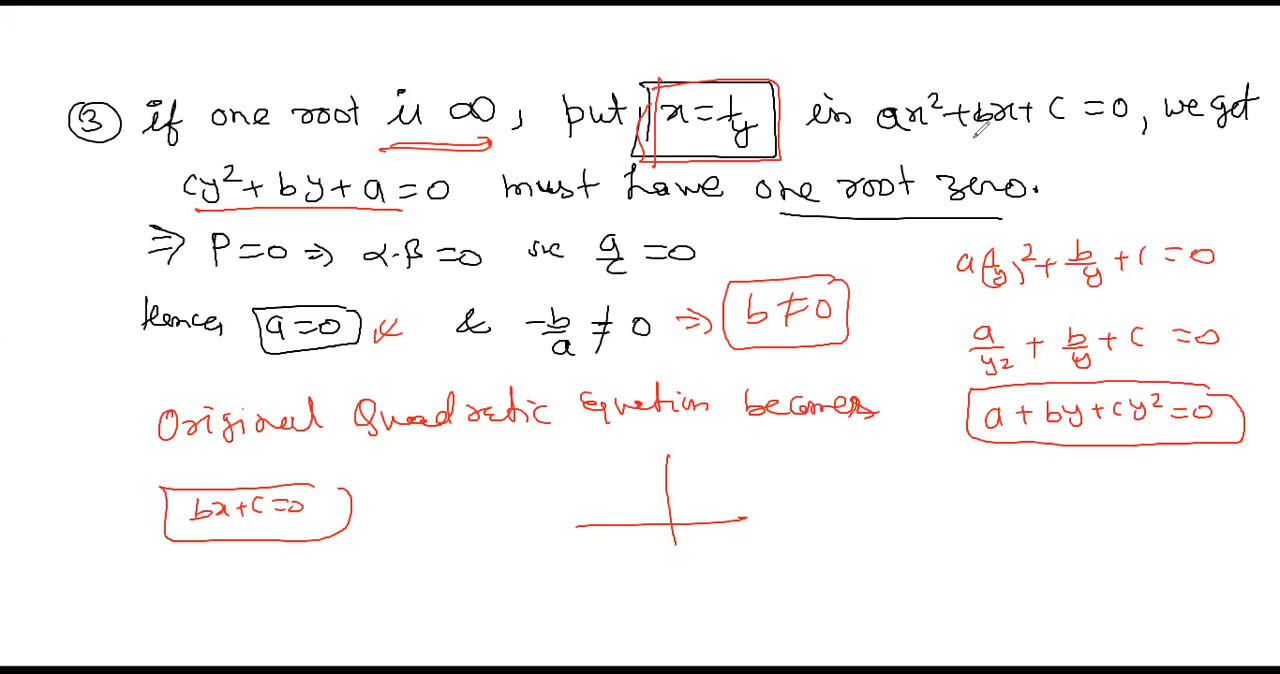 ③ if one root is ∞, put x = 1/y in ax² + bx + c = 0, we get
cy² + by + a = 0 must have one root zero.
⇒ P = 0 ⇒ α·β = 0 a/c = 0
Hence, a = 0 & -b/a ≠ 0 ⇒ b ≠ 0
Original Quadratic Equation becomes
bx + c = 0
a(1/y)² + b/y + c = 0
a/y² + b/y + c = 0
a + by + cy² = 0